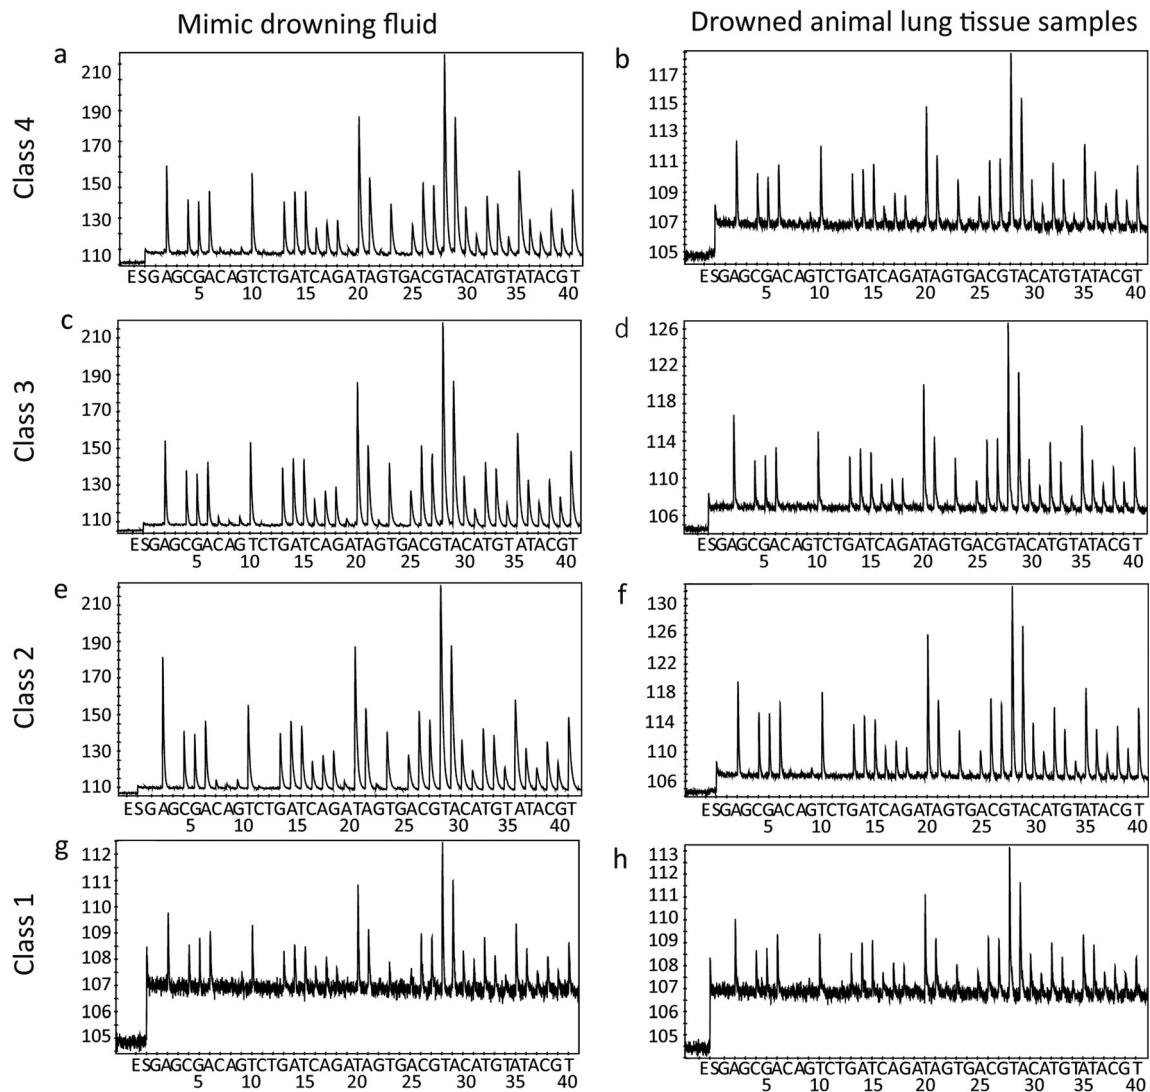 Mimic drowning fluid
Drowned animal lung tissue samples
Class 4
a
210
190
170
150
130
110
ESGAGCGACAGTCTGATCAGATAGTGACGTACATGTATACGT
5 10 15 20 25 30 35 40
b
117
115
113
111
109
107
105
ESGAGCGACAGTCTGATCAGATAGTGACGTACATGTATACGT
5 10 15 20 25 30 35 40
Class 3
c
210
190
170
150
130
110
ESGAGCGACAGTCTGATCAGATAGTGACGTACATGTATACGT
5 10 15 20 25 30 35 40
d
126
122
118
114
110
106
ESGAGCGACAGTCTGATCAGATAGTGACGTACATGTATACGT
5 10 15 20 25 30 35 40
Class 2
e
210
190
170
150
130
110
ESGAGCGACAGTCTGATCAGATAGTGACGTACATGTATACGT
5 10 15 20 25 30 35 40
f
130
126
122
118
114
110
106
ESGAGCGACAGTCTGATCAGATAGTGACGTACATGTATACGT
5 10 15 20 25 30 35 40
Class 1
g
112
111
110
109
108
107
105
ESGAGCGACAGTCTGATCAGATAGTGACGTACATGTATACGT
5 10 15 20 25 30 35 40
h
113
112
110
109
107
106
104
ESGAGCGACAGTCTGATCAGATAGTGACGTACATGTATACGT
5 10 15 20 25 30 35 40